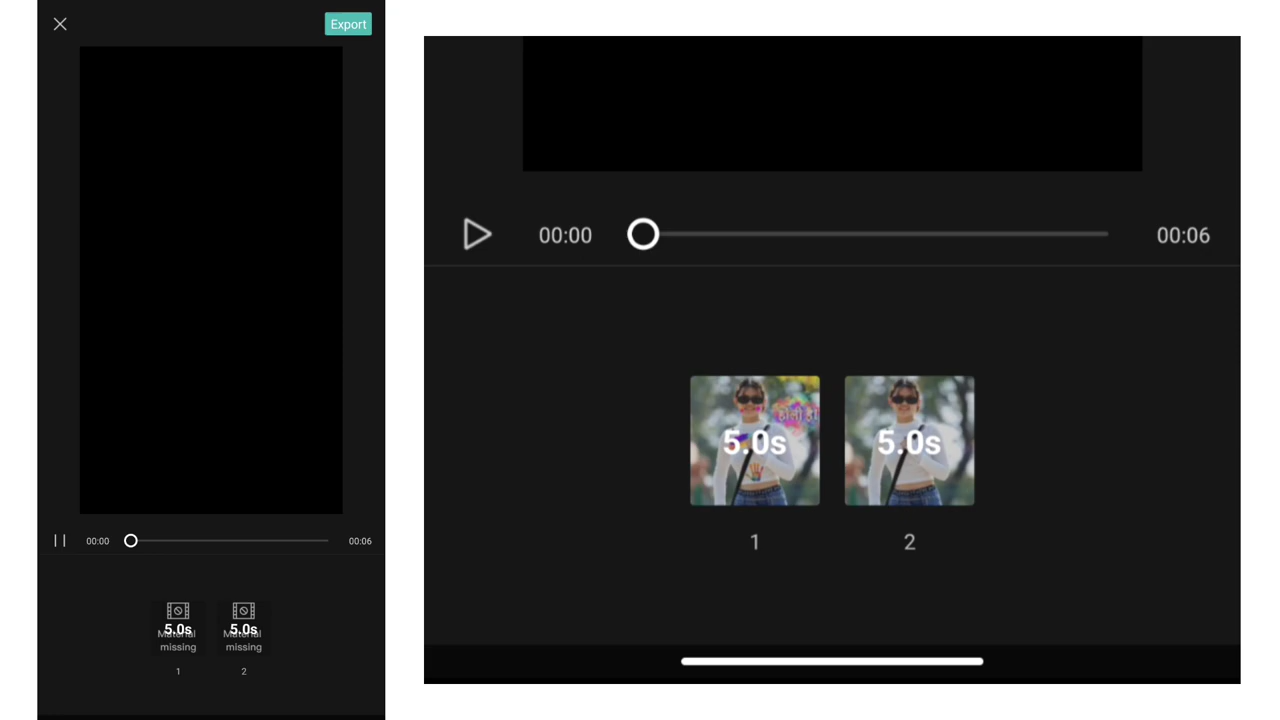 Export
00:00
00:06
5.0s
Material
missing
1
5.0s
Material
missing
2
00:00
00:06
5.0s
5.0s
1
2